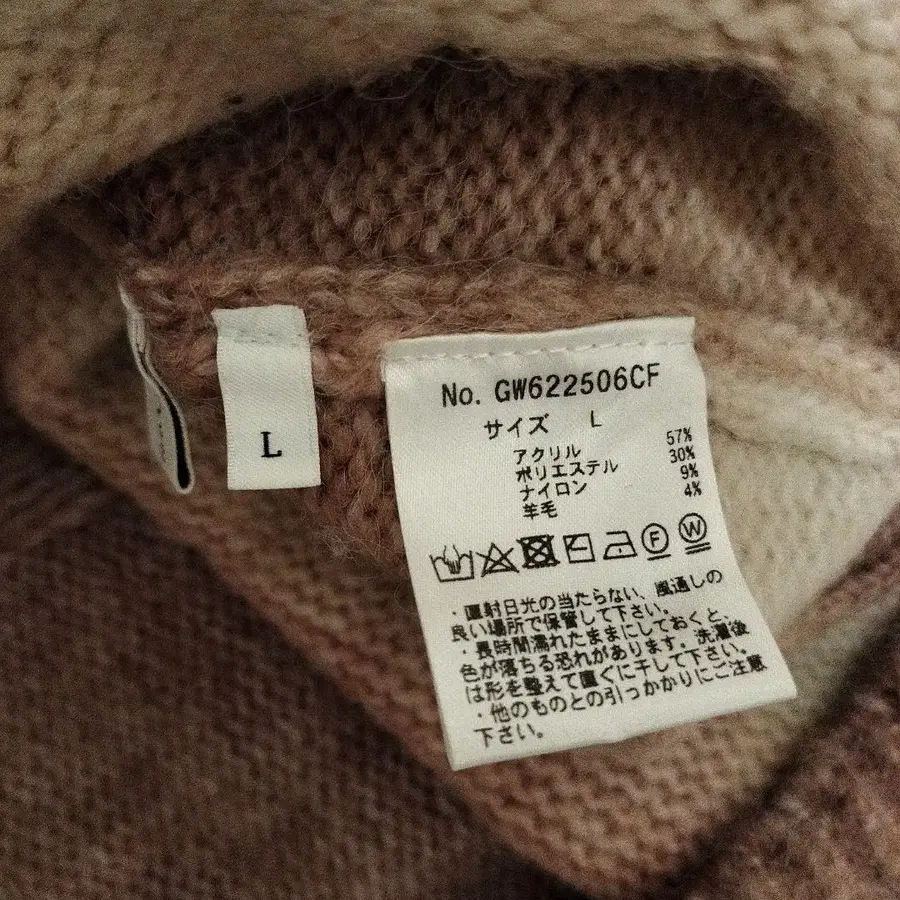 L
No. GW622506CF
サイズ L
アクリル 57%
ポリエステル 30%
ナイロン 9%
羊毛 4%
F W
・直射日光の当たらない、風通しの
良い場所で保管して下さい。
・長時間濡れたままにしておくと、
色が落ちる恐れがあります。洗濯後
は形を整えて直ぐに干して下さい。
・他のものとの引っかかりにご注意
下さい。